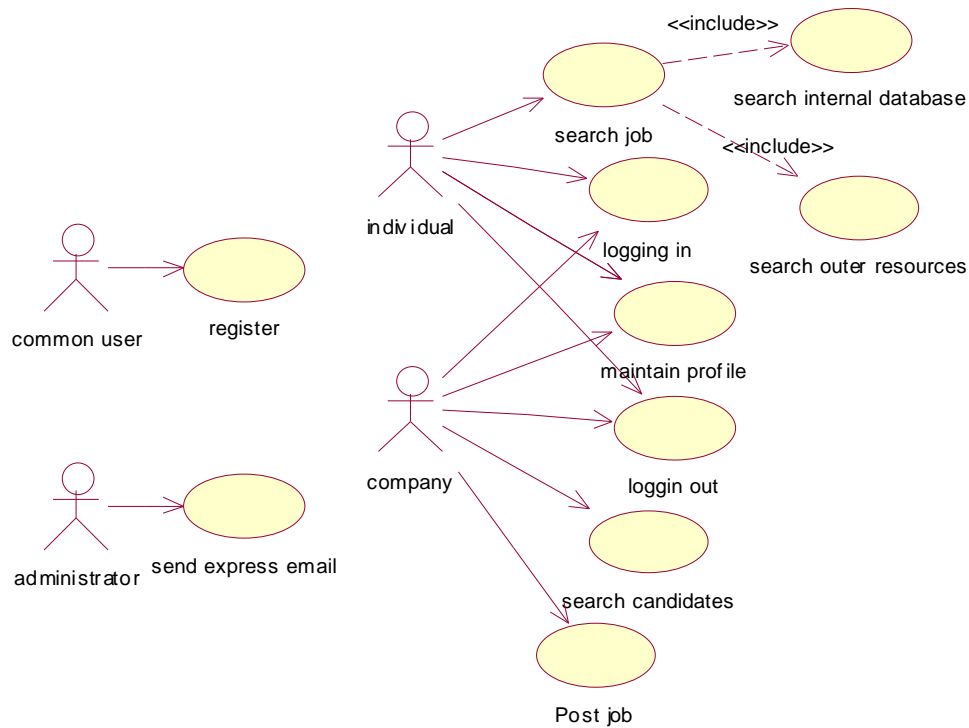 <<include>>
search internal database
search job
<<include>>
individual
logging in
search outer resources
common user
register
maintain profile
company
loggin out
administrator
send express email
search candidates
Post job